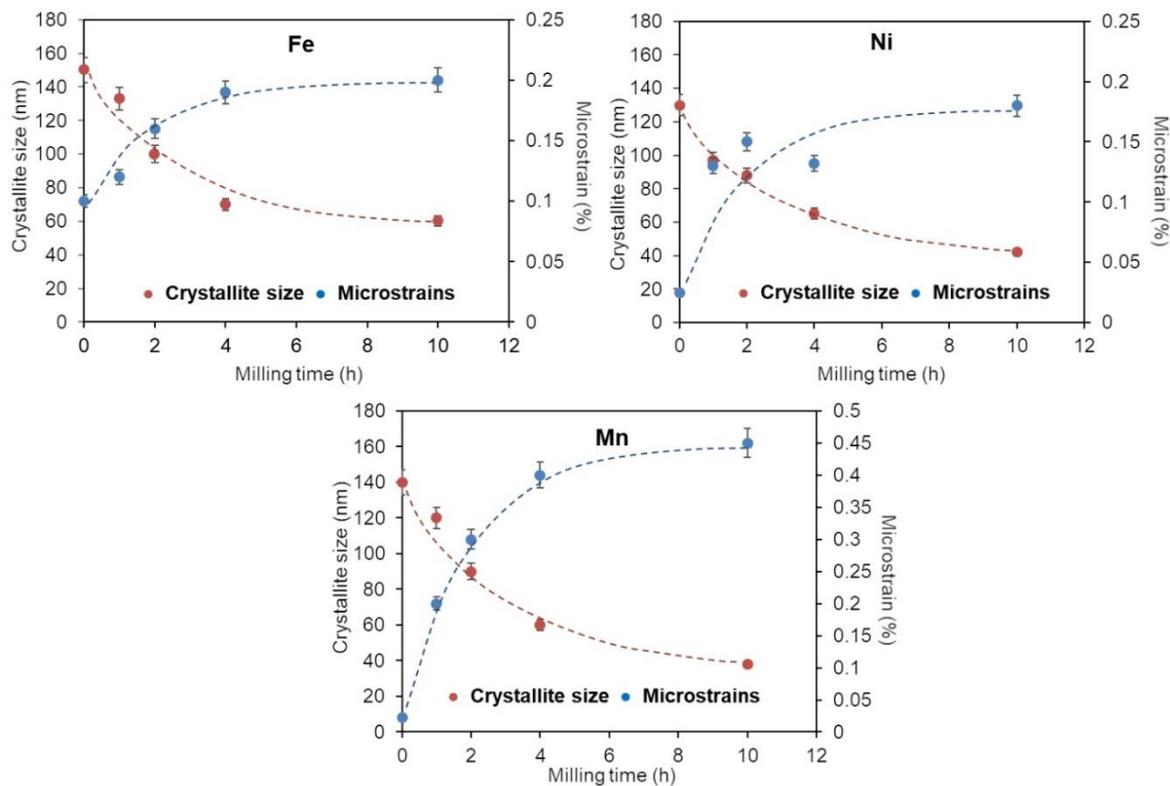 Fe
180
160
140
120
100
80
60
40
20
0
Crystallite size (nm)
0.25
0.2
0.15
0.1
0.05
0
Microstrain (%)
Crystallite size Microstrains
0 2 4 6 8 10 12
Milling time (h)
Ni
180
160
140
120
100
80
60
40
20
0
Crystallite size (nm)
0.25
0.2
0.15
0.1
0.05
0
Microstrain (%)
Crystallite size Microstrains
0 2 4 6 8 10 12
Milling time (h)
Mn
180
160
140
120
100
80
60
40
20
0
Crystallite size (nm)
0.5
0.45
0.4
0.35
0.3
0.25
0.2
0.15
0.1
0.05
0
Microstrain (%)
Crystallite size Microstrains
0 2 4 6 8 10 12
Milling time (h)